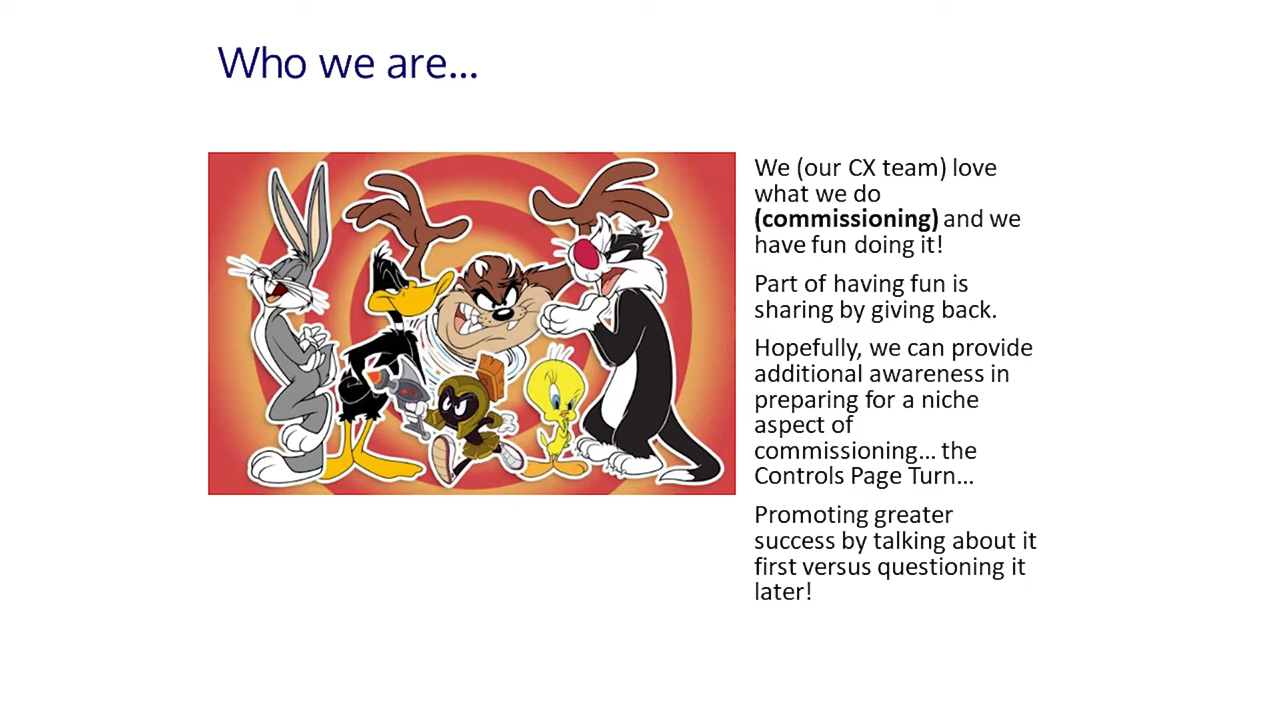 Who we are...
We (our CX team) love
what we do
(commissioning) and we
have fun doing it!
Part of having fun is
sharing by giving back.
Hopefully, we can provide
additional awareness in
preparing for a niche
aspect of
commissioning... the
Controls Page Turn...
Promoting greater
success by talking about it
first versus questioning it
later!